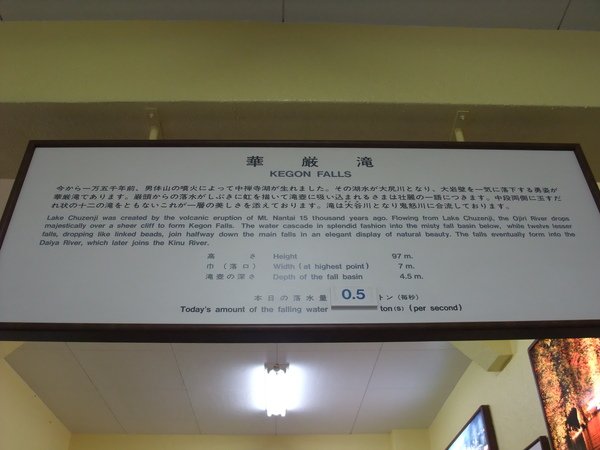 華厳滝
KEGON FALLS
今から一万五千年前、男体山の噴火によって中禅寺湖が生れました。その湖水が大尻川となり、大岩壁を一気に落下する勇姿が
華厳滝であります。巌頭からの落水がしぶきに虹を描いて滝壺に吸い込まれるさまは壮麗の一語につきます。中段両側に玉すだ
れ状の十二の滝をともないこれが一層の美しさを添えております。滝は大谷川となり鬼怒川に合流しております。
Lake Chuzenji was created by the volcanic eruption of Mt. Nantai 15 thousand years ago. Flowing from Lake Chuzenji, the Ojiri River drops
majestically over a sheer cliff to form Kegon Falls. The water cascade in splendid fashion into the misty fall basin below, while twelve lesser
falls, dropping like linked beads, join halfway down the main falls in an elegant display of natural beauty. The falls eventually form into the
Daiya River, which later joins the Kinu River.
高さ Height 97 m.
巾(落口) Width (at highest point) 7 m.
滝壺の深さ Depth of the fall basin 4.5 m.
本日の落水量 0.5 トン(毎秒)
Today's amount of the falling water ton(s) (per second)